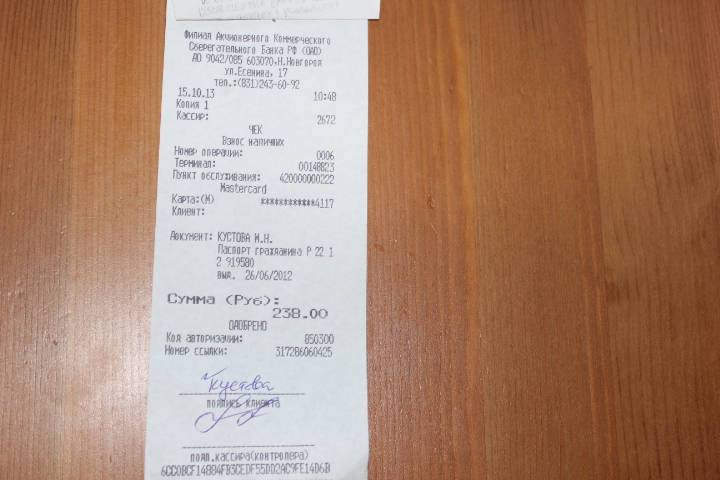 Филиал Акционерного Коммерческого
Сберегательного Банка РФ (ОАО)
АО 9042/085 603070,Н.Новгород
ул.Есенина, 17
тел.:(831)243-60-92
15.10.13 10:48
Копия 1
Кассир: 2672
ЧЕК
Взнос наличных
Номер операции: 0006
Терминал: 00148823
Пункт обслуживания: 420000000222
Mastercard
Карта:(М) ************4117
Клиент:
Документ: КУСТОВА М.Н.
Паспорт гражданина Р 22 1
2 919580
выд. 26/06/2012
Сумма (Руб):
238.00
ОДОБРЕНО
Код авторизации: 850300
Номер ссылки: 317286060425
Кустова
подпись клиента
подп.кассира(контролера)
6CC0BCF14884FB3CEDF55DD2AC9FE14D6B